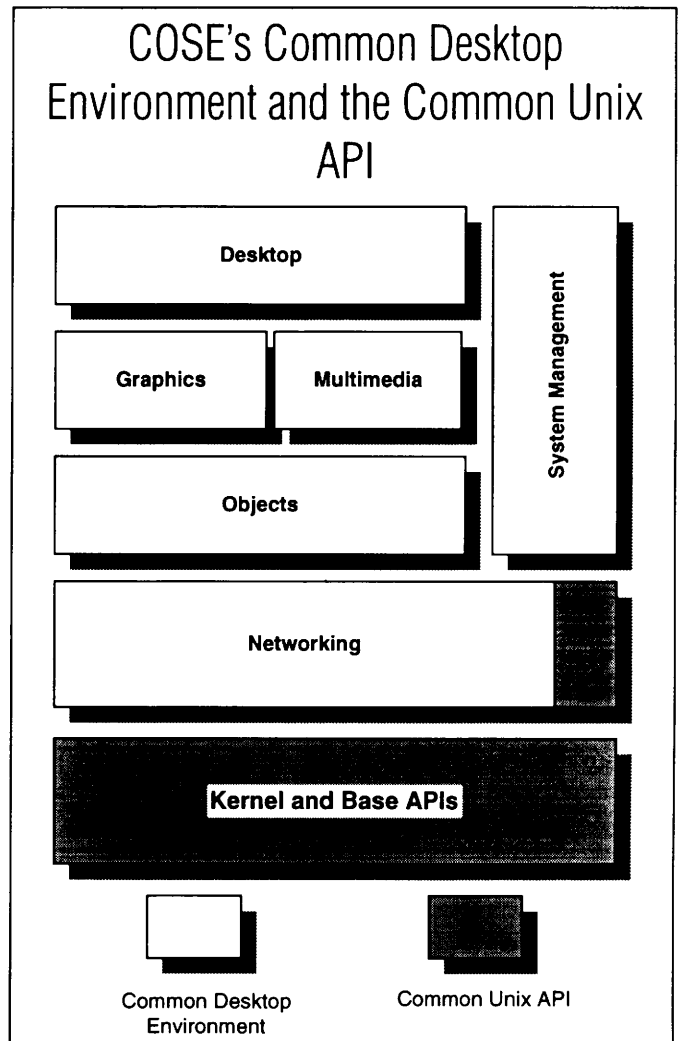 COSE's Common Desktop
Environment and the Common Unix
API
Desktop
Graphics
Multimedia
System Management
Objects
Networking
Kernel and Base APIs
Common Desktop
Environment
Common Unix API